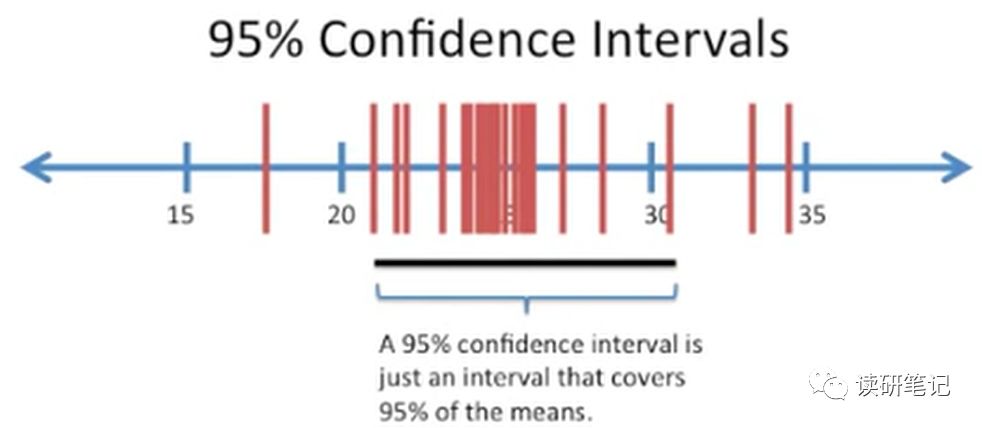 95% Confidence Intervals
15 20 30 35
A 95% confidence interval is
just an interval that covers
95% of the means.
读研笔记